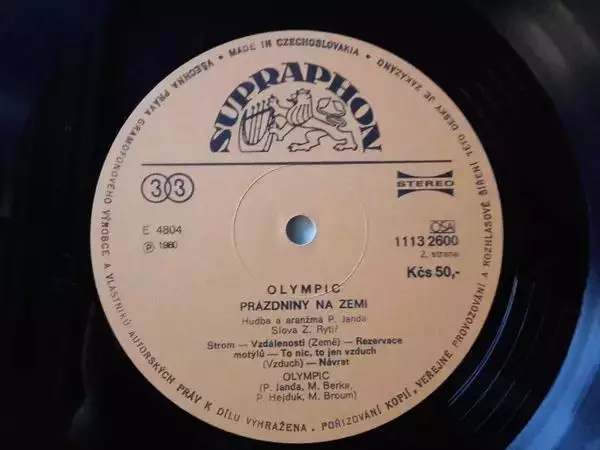 VŠECHNA PRÁVA GRAMOFONOVÉHO VÝROBCE A VLASTNÍKŮ AUTORSKÝCH PRÁV K DÍLU VYHRAŽENA. POŘIZOVÁNÍ KOPIÍ, VEŘEJNÉ PROVOZOVÁNÍ A ROZHLASOVÉ ŠÍŘENÍ TÉTO DESKY JE ZAKÁZÁNO
• MADE IN CZECHOSLOVAKIA •
SUPRAPHON
33
STEREO
E 4804
Ⓟ 1980
OSA
1113 2600
2. strana
Kčs 50,-
OLYMPIC
PRÁZDNINY NA ZEMI
Hudba a aranžmá P. Janda
Slova Z. Rytíř
Strom — Vzdálenosti (Země) — Rezervace
motýlů — To nic, to jen vzduch
(Vzduch) — Návrat
OLYMPIC
(P. Janda, M. Berka,
P. Hejduk, M. Broum)